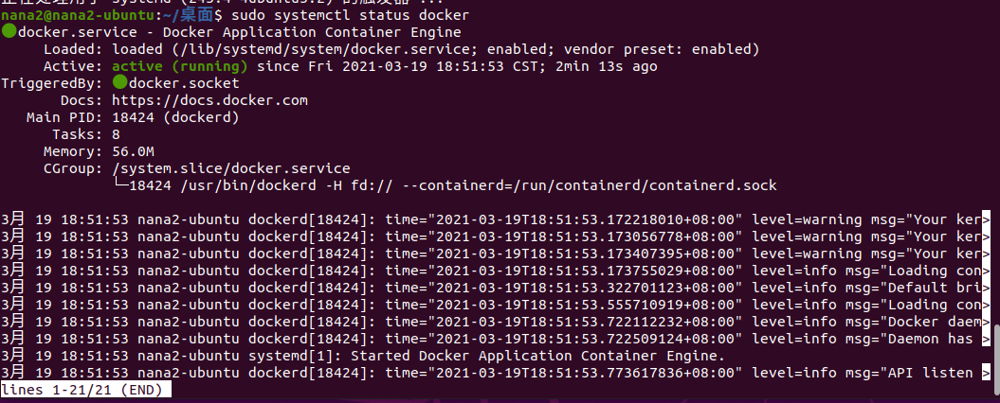 nana2@nana2-ubuntu:~/桌面$ sudo systemctl status docker
docker.service - Docker Application Container Engine
Loaded: loaded (/lib/systemd/system/docker.service; enabled; vendor preset: enabled)
Active: active (running) since Fri 2021-03-19 18:51:53 CST; 2min 13s ago
TriggeredBy: docker.socket
Docs: https://docs.docker.com
Main PID: 18424 (dockerd)
Tasks: 8
Memory: 56.0M
CGroup: /system.slice/docker.service
└─18424 /usr/bin/dockerd -H fd:// --containerd=/run/containerd/containerd.sock
3月 19 18:51:53 nana2-ubuntu dockerd[18424]: time="2021-03-19T18:51:53.172218010+08:00" level=warning msg="Your ker>
3月 19 18:51:53 nana2-ubuntu dockerd[18424]: time="2021-03-19T18:51:53.173056778+08:00" level=warning msg="Your ker>
3月 19 18:51:53 nana2-ubuntu dockerd[18424]: time="2021-03-19T18:51:53.173407395+08:00" level=warning msg="Your ker>
3月 19 18:51:53 nana2-ubuntu dockerd[18424]: time="2021-03-19T18:51:53.173755029+08:00" level=info msg="Loading con>
3月 19 18:51:53 nana2-ubuntu dockerd[18424]: time="2021-03-19T18:51:53.322701123+08:00" level=info msg="Default bri>
3月 19 18:51:53 nana2-ubuntu dockerd[18424]: time="2021-03-19T18:51:53.555710919+08:00" level=info msg="Loading con>
3月 19 18:51:53 nana2-ubuntu dockerd[18424]: time="2021-03-19T18:51:53.722112232+08:00" level=info msg="Docker daem>
3月 19 18:51:53 nana2-ubuntu dockerd[18424]: time="2021-03-19T18:51:53.722509124+08:00" level=info msg="Daemon has >
3月 19 18:51:53 nana2-ubuntu systemd[1]: Started Docker Application Container Engine.
3月 19 18:51:53 nana2-ubuntu dockerd[18424]: time="2021-03-19T18:51:53.773617836+08:00" level=info msg="API listen >
lines 1-21/21 (END)